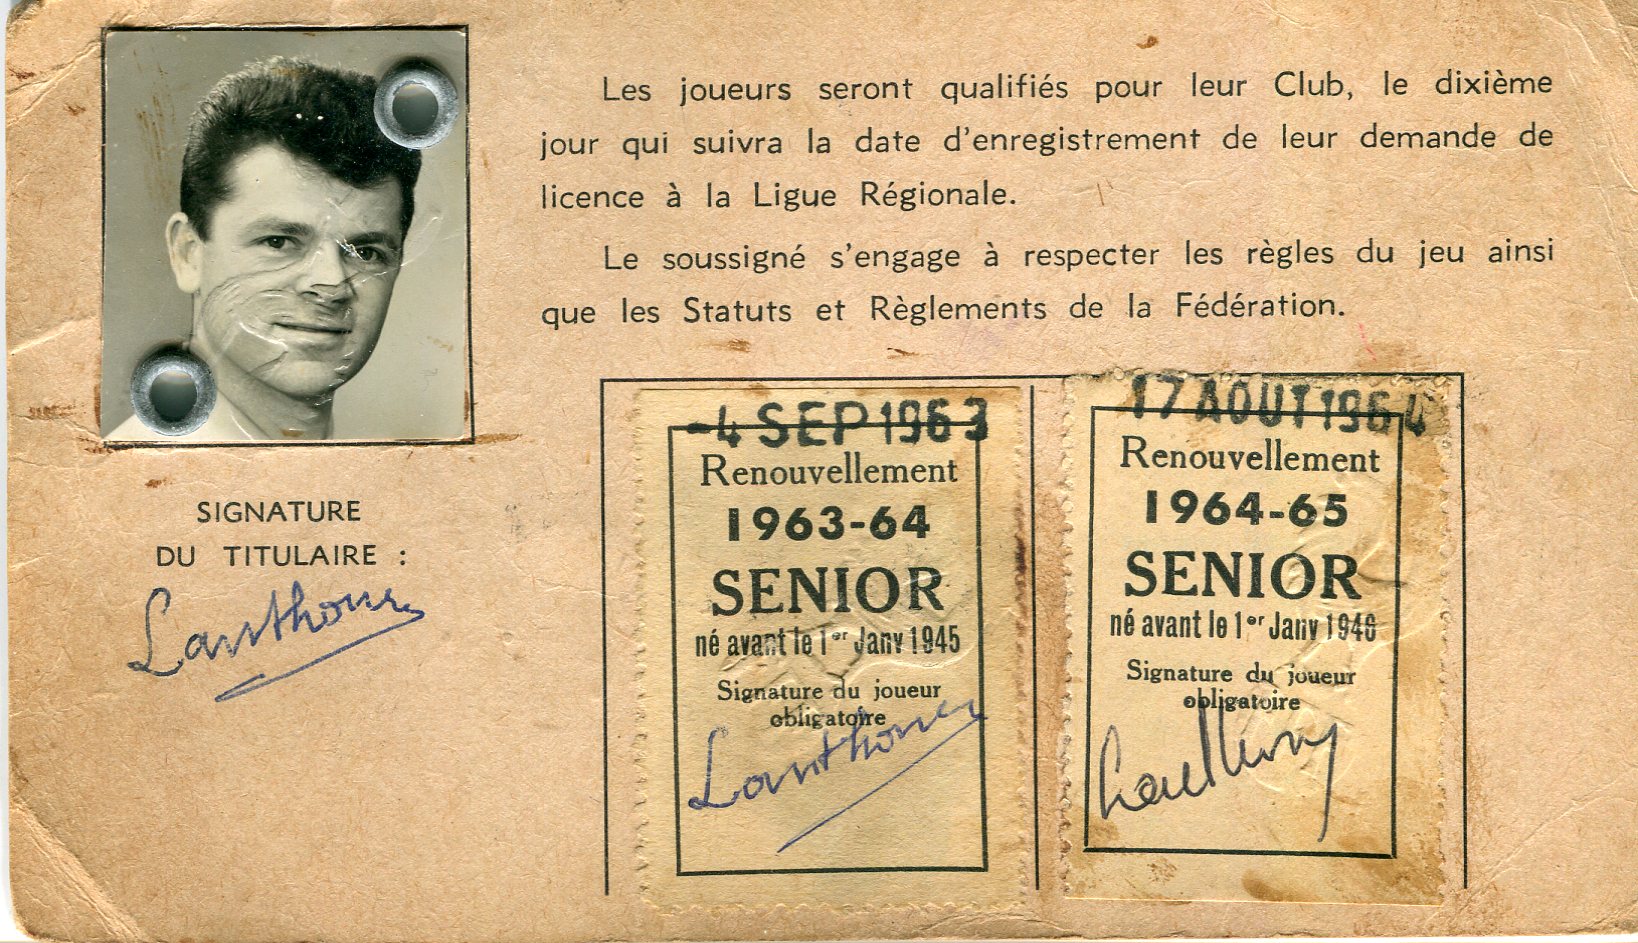 Les joueurs seront qualifiés pour leur Club, le dixième
jour qui suivra la date d'enregistrement de leur demande de
licence à la Ligue Régionale.
Le soussigné s'engage à respecter les règles du jeu ainsi
que les Statuts et Règlements de la Fédération.
SIGNATURE
DU TITULAIRE :
-4 SEP 1963
Renouvellement
1963-64
SENIOR
né avant le 1er Janv 1945
Signature du joueur
obligatoire
17 AOUT 1964
Renouvellement
1964-65
SENIOR
né avant le 1er Janv 1946
Signature du joueur
obligatoire